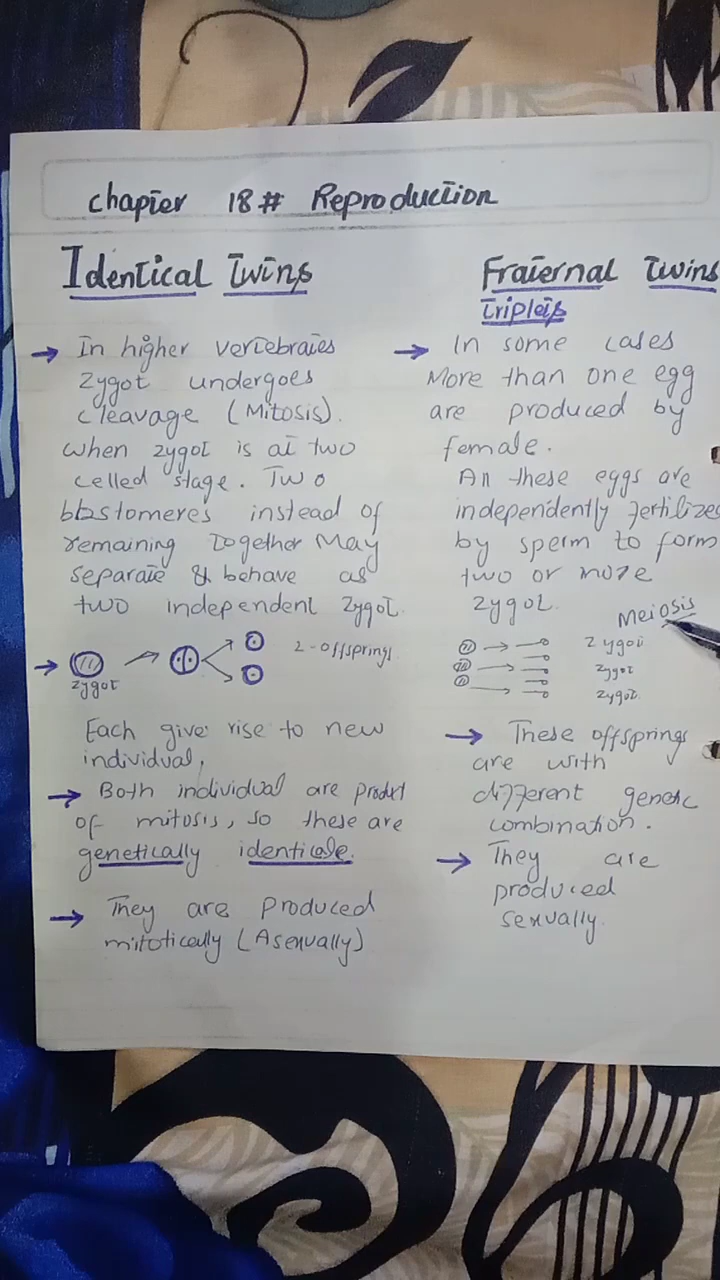 Chapter 18# Reproduction
Identical Twins
→ In higher vertebrates
Zygot undergoes
cleavage (Mitosis).
when zygot is at two
celled stage. Two
blastomeres instead of
remaining together May
separate & behave as
two independent Zygot.
→ zygot 2-offsprings
Each give rise to new
individual,
→ Both individual are product
of mitosis, so these are
genetically identicale.
→ They are produced
mitotically (Asexually)
Fraternal Twins
Triplets
→ In some cases
More than one egg
are produced by
female.
All these eggs are
independently fertilizes
by sperm to form
two or more
zygot.
Meiosis
Zygot
zygot
zygot
→ These offsprings
are with
different genetic
combination.
→ They are
produced
sexually.